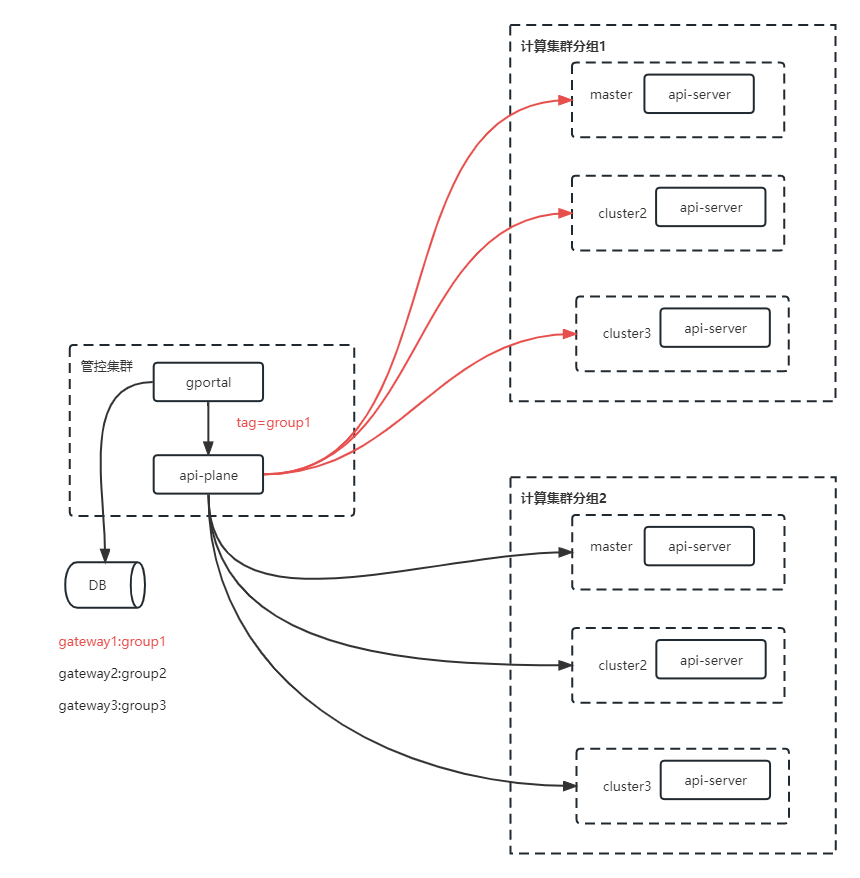 计算集群分组1
master
api-server
cluster2
api-server
cluster3
api-server
管控集群
gportal
tag=group1
api-plane
DB
gateway1:group1
gateway2:group2
gateway3:group3
计算集群分组2
master
api-server
cluster2
api-server
cluster3
api-server